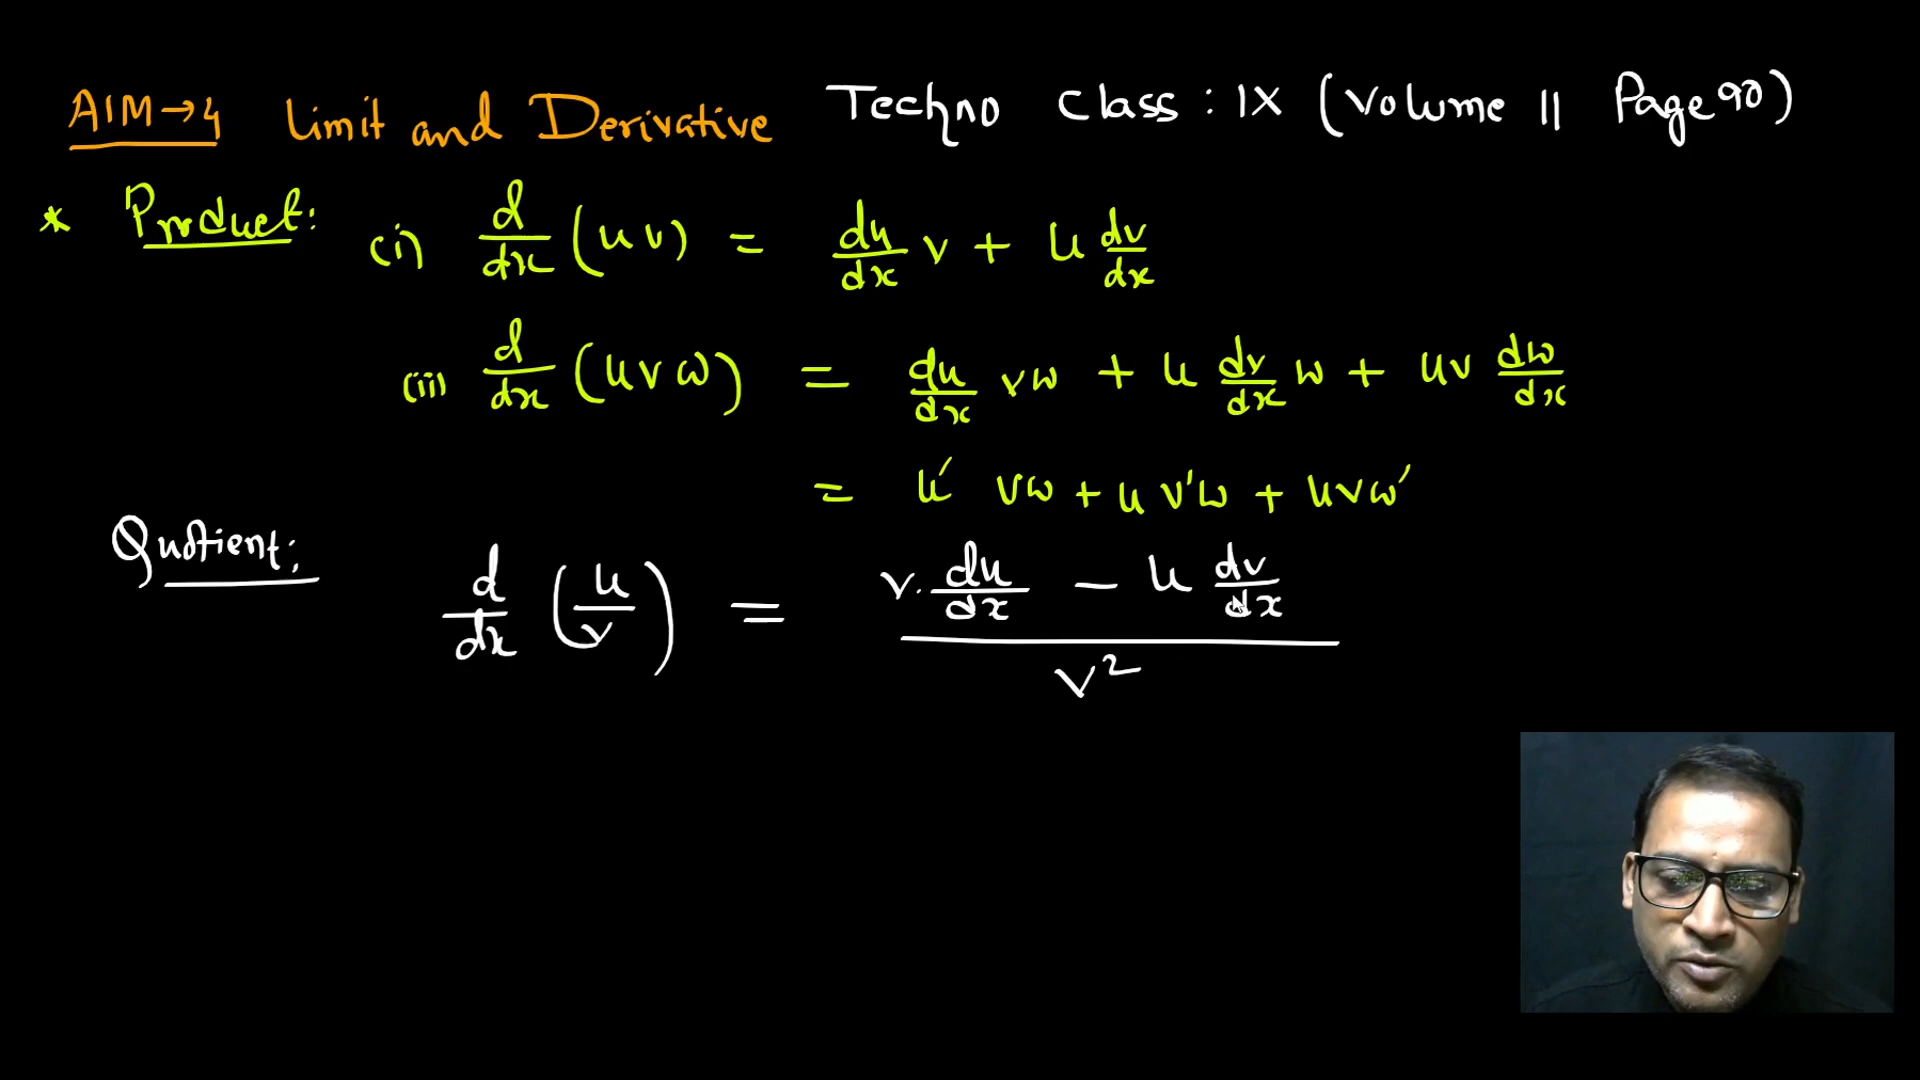 AIM→4 Limit and Derivative Techno Class : IX (Volume II Page 90)
* Product: (i) d/dx (uv) = du/dx v + u dv/dx
(ii) d/dx (uvw) = du/dx vw + u dv/dx w + uv dw/dx
= u' vw + u v'w + uvw'
Quotient: d/dx (u/v) = (v. du/dx − u dv/dx) / v²